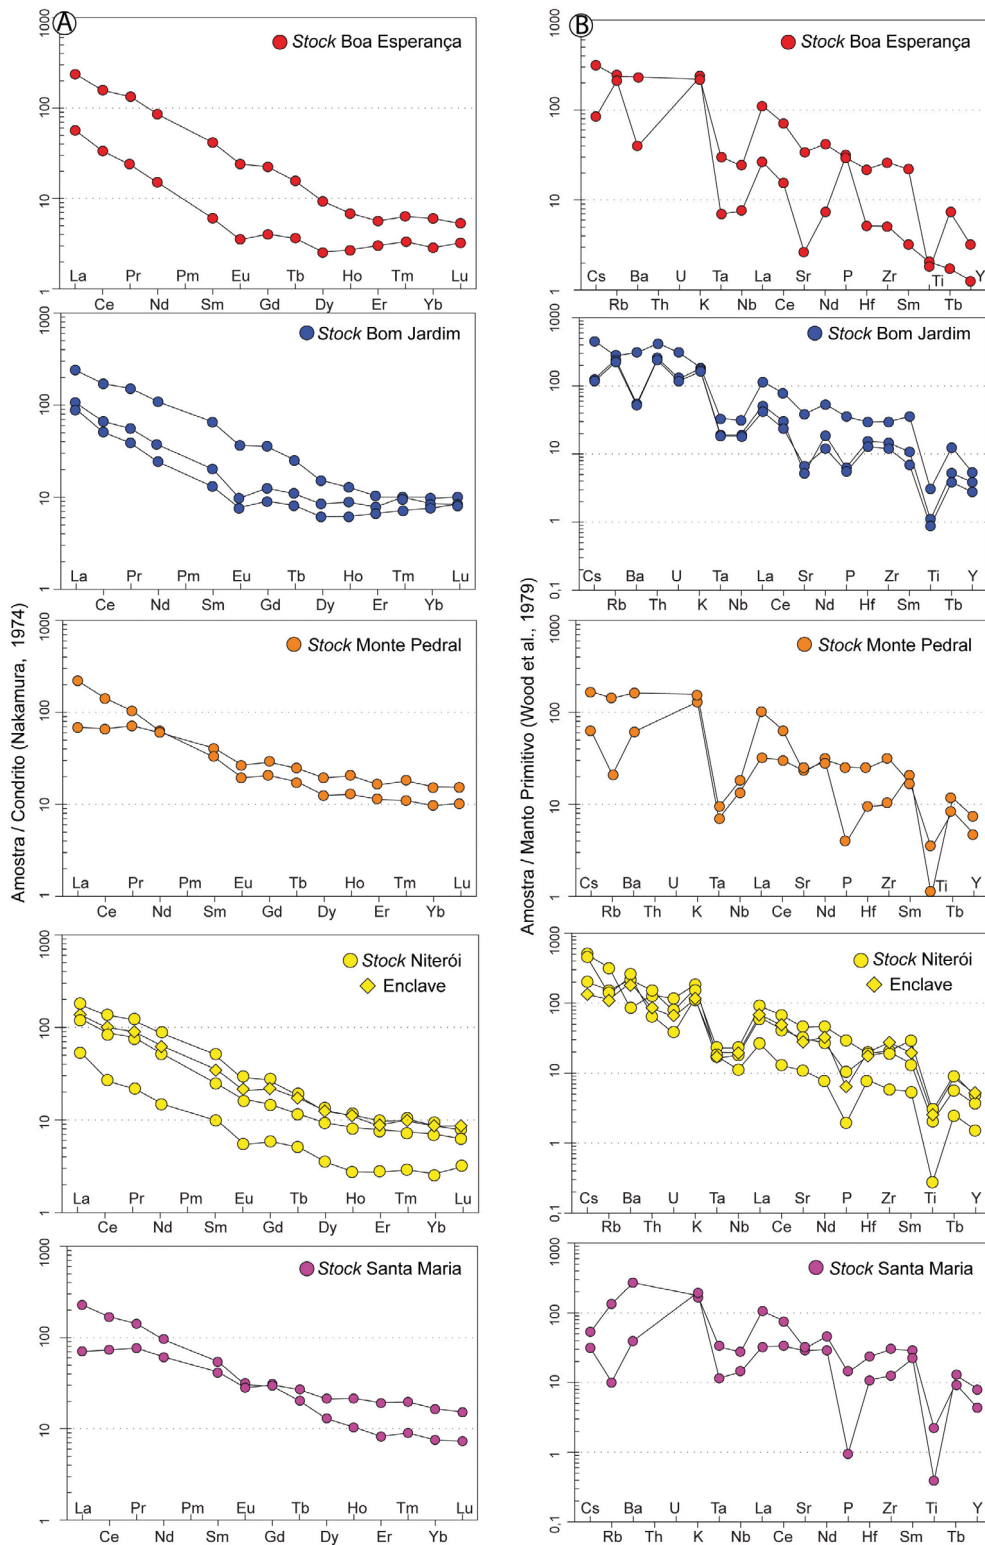 A
Stock Boa Esperança
1000
100
10
1
La Pr Pm Eu Tb Ho Tm Lu
Ce Nd Sm Gd Dy Er Yb
Stock Bom Jardim
1000
100
10
1
La Pr Pm Eu Tb Ho Tm Lu
Ce Nd Sm Gd Dy Er Yb
Amostra / Condrito (Nakamura, 1974)
Stock Monte Pedral
1000
100
10
1
La Pr Pm Eu Tb Ho Tm Lu
Ce Nd Sm Gd Dy Er Yb
Stock Niterói
Enclave
1000
100
10
1
La Pr Pm Eu Tb Ho Tm Lu
Ce Nd Sm Gd Dy Er Yb
Stock Santa Maria
1000
100
10
1
La Pr Pm Eu Tb Ho Tm Lu
Ce Nd Sm Gd Dy Er Yb
B
Stock Boa Esperança
1000
100
10
1
Cs Ba U Ta La Sr P Zr Ti Y
Rb Th K Nb Ce Nd Hf Sm Tb
Stock Bom Jardim
1000
100
10
1
0,1
Cs Ba U Ta La Sr P Zr Ti Y
Rb Th K Nb Ce Nd Hf Sm Tb
Amostra / Manto Primitivo (Wood et al., 1979)
Stock Monte Pedral
1000
100
10
1
Cs Ba U Ta La Sr P Zr Ti Y
Rb Th K Nb Ce Nd Hf Sm Tb
Stock Niterói
Enclave
1000
100
10
1
0,1
Cs Ba U Ta La Sr P Zr Ti Y
Rb Th K Nb Ce Nd Hf Sm Tb
Stock Santa Maria
1000
100
10
1
0,1
Cs Ba U Ta La Sr P Zr Ti Y
Rb Th K Nb Ce Nd Hf Sm Tb